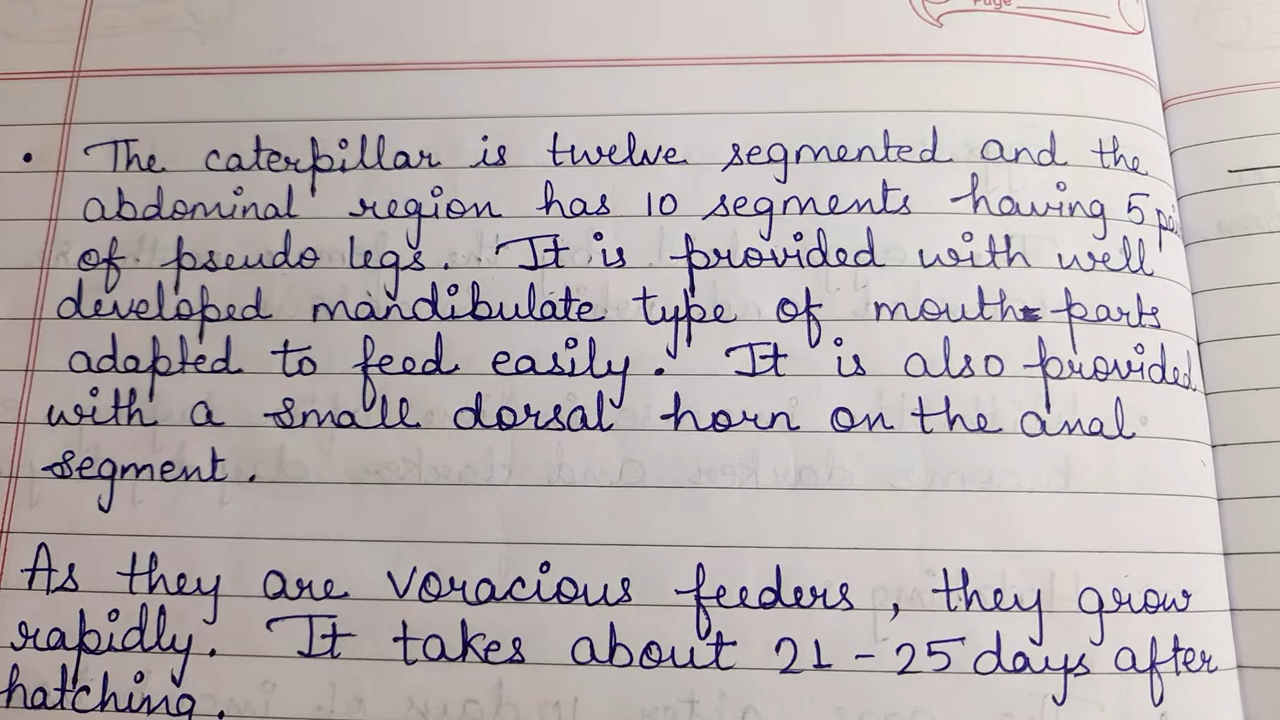 Page
• The caterpillar is twelve segmented and the
abdominal region has 10 segments having 5
of pseudo legs. It is provided with well
developed mandibulate type of mouth-parts
adapted to feed easily. It is also provided
with a small dorsal horn on the anal
segment.
As they are voracious feeders, they grow
rapidly. It takes about 21-25 days after
hatching.